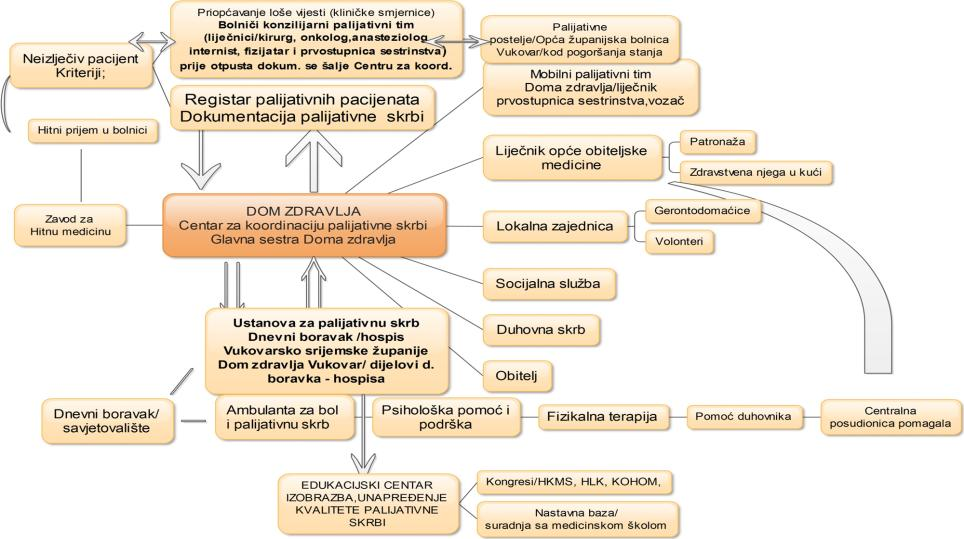 Priopćavanje loše vijesti (kliničke smjernice)
Bolniči konzilijarni palijativni tim
(liječnici/kirurg, onkolog,anasteziolog
internist, fizijatar i prvostupnica sestrinstva)
prije otpusta dokum. se šalje Centru za koord.
Palijativne
postelje/Opća županijska bolnica
Vukovar/kod pogoršanja stanja
Neizlječiv pacijent
Kriteriji;
Mobilni palijativni tim
Doma zdravlja/liječnik
prvostupnica sestrinstva,vozač
Registar palijativnih pacijenata
Dokumentacija palijativne skrbi
Hitni prijem u bolnici
Liječnik opće obiteljske
medicine
Patronaža
Zdravstvena njega u kući
Zavod za
Hitnu medicinu
DOM ZDRAVLJA
Centar za koordinaciju palijativne skrbi
Glavna sestra Doma zdravlja
Lokalna zajednica
Gerontodomaćice
Volonteri
Socijalna služba
Duhovna skrb
Obitelj
Ustanova za palijativnu skrb
Dnevni boravak /hospis
Vukovarsko srijemske županije
Dom zdravlja Vukovar/ dijelovi d.
boravka - hospisa
Dnevni boravak/
savjetovalište
Ambulanta za bol
i palijativnu skrb
Psihološka pomoć i
podrška
Fizikalna terapija
Pomoć duhovnika
Centralna
posudionica pomagala
EDUKACIJSKI CENTAR
IZOBRAZBA,UNAPREĐENJE
KVALITETE PALIJATIVNE
SKRBI
Kongresi/HKMS, HLK, KOHOM,
Nastavna baza/
suradnja sa medicinskom školom